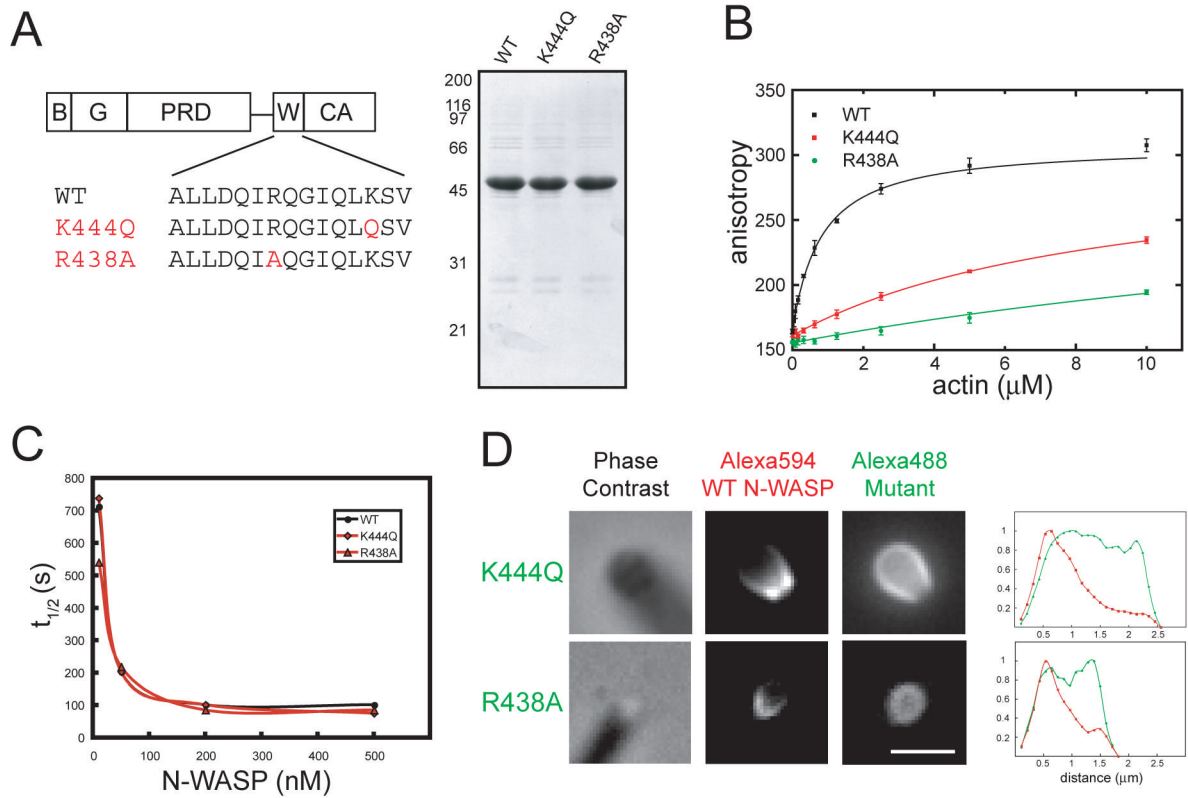 A
B G PRD W CA
WT ALLDQIRQGIQLKSV
K444Q ALLDQIRQGIQLQSV
R438A ALLDQIAQGIQLKSV
WT K444Q R438A
200
116
97
66
45
31
21
B
350
300
250
200
150
anisotropy
WT
K444Q
R438A
0 2 4 6 8 10
actin (μM)
C
800
700
600
500
400
300
200
100
0
t1/2 (s)
WT
K444Q
R438A
0 100 200 300 400 500
N-WASP (nM)
D
Phase Contrast
Alexa594 WT N-WASP
Alexa488 Mutant
K444Q
1
0.8
0.6
0.4
0.2
0.5 1 1.5 2 2.5
R438A
1
0.8
0.6
0.4
0.2
0.5 1 1.5 2 2.5
distance (μm)